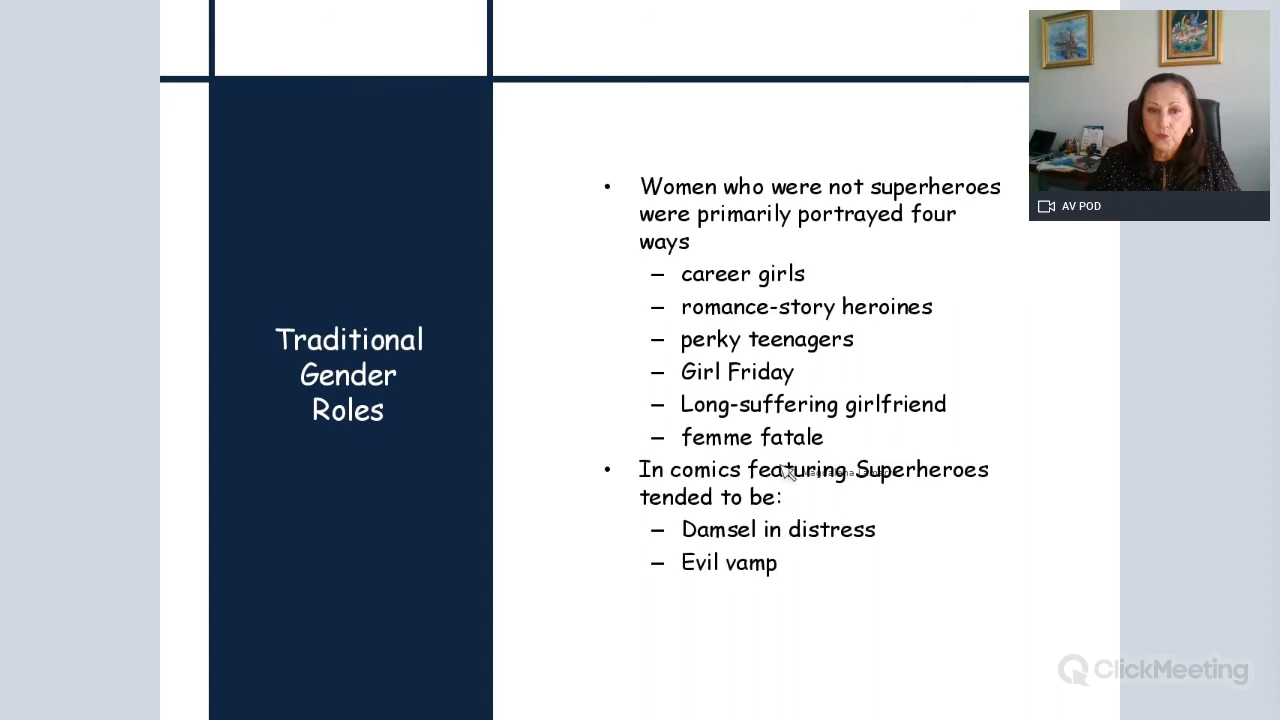 Traditional
Gender
Roles
• Women who were not superheroes
were primarily portrayed four
ways
– career girls
– romance-story heroines
– perky teenagers
– Girl Friday
– Long-suffering girlfriend
– femme fatale
• In comics featuring Superheroes
tended to be:
– Damsel in distress
– Evil vamp
AV POD
ClickMeeting